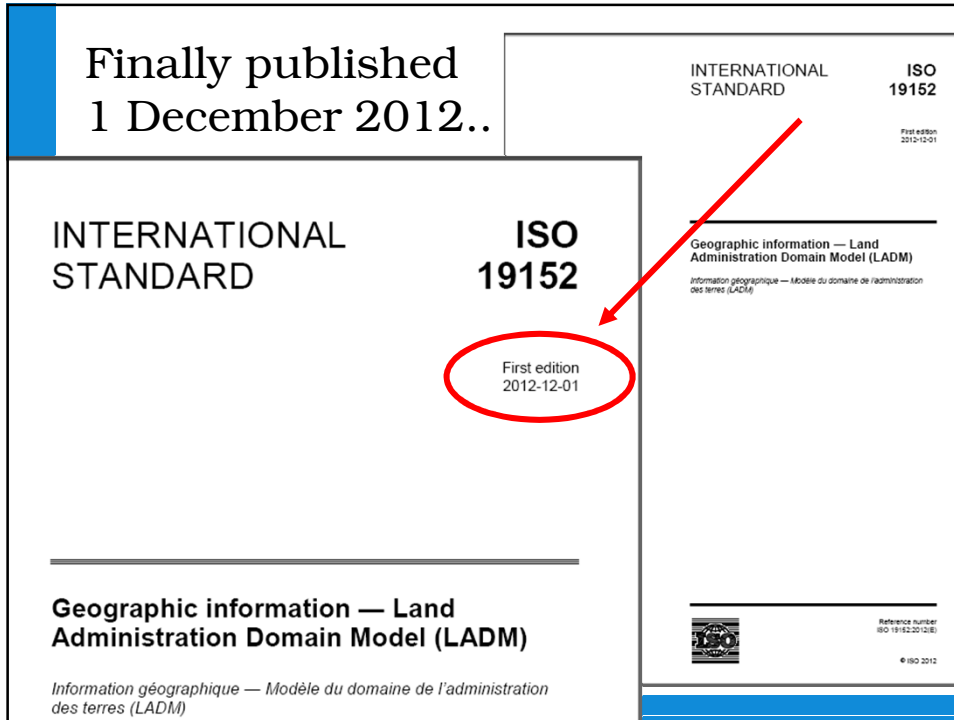 Finally published
1 December 2012..
INTERNATIONAL
STANDARD
ISO
19152
First edition
2012-12-01
Geographic information — Land
Administration Domain Model (LADM)
Information géographique — Modèle du domaine de l'administration
des terres (LADM)
INTERNATIONAL
STANDARD
ISO
19152
First edition
2012-12-01
Geographic information — Land
Administration Domain Model (LADM)
Information géographique — Modèle du domaine de l'administration
des terres (LADM)
ISO
Reference number
ISO 19152:2012(E)
© ISO 2012